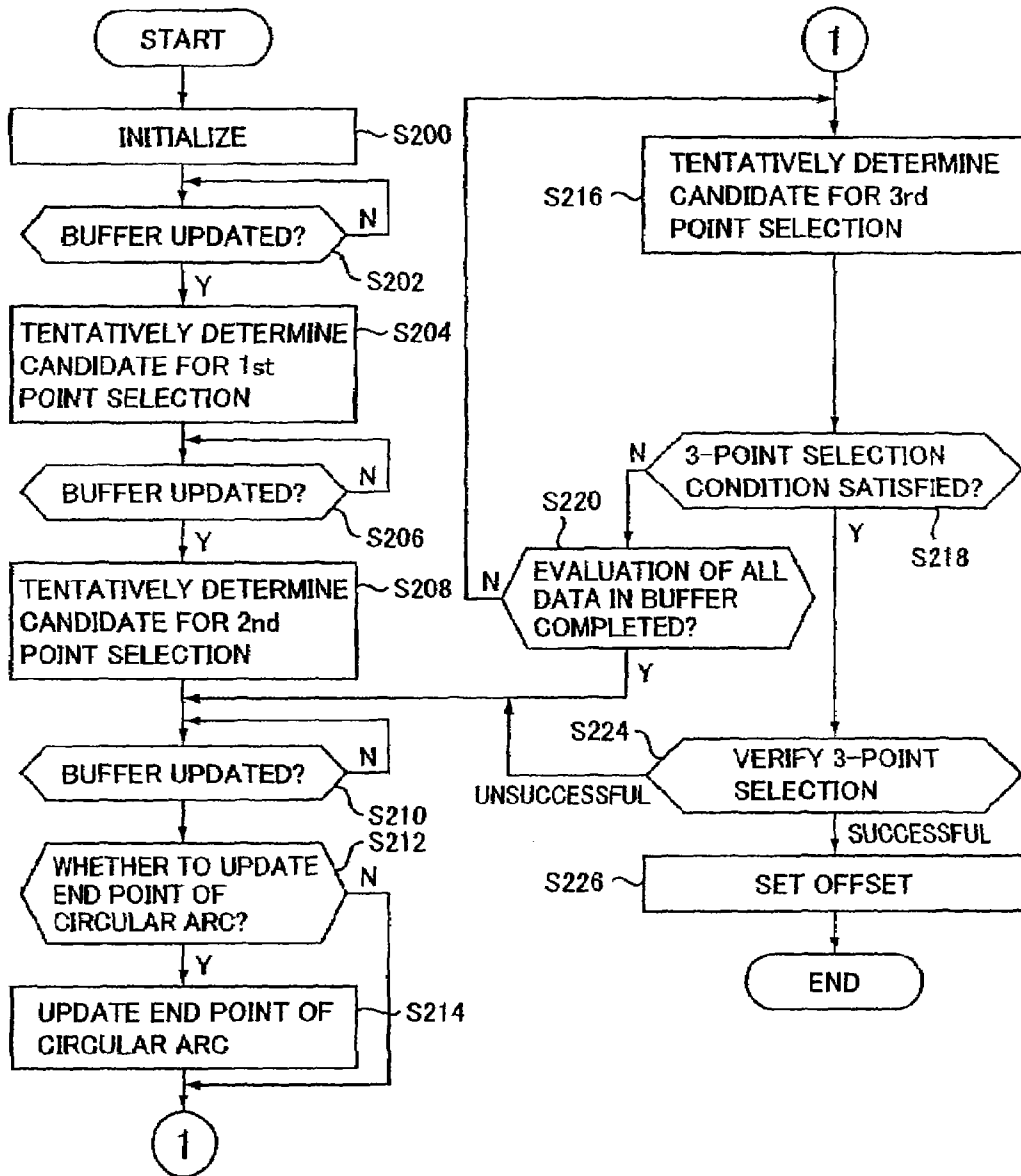 START
INITIALIZE
S200
BUFFER UPDATED?
N
S202
Y
TENTATIVELY DETERMINE
CANDIDATE FOR 1st
POINT SELECTION
S204
BUFFER UPDATED?
N
S206
Y
TENTATIVELY DETERMINE
CANDIDATE FOR 2nd
POINT SELECTION
S208
BUFFER UPDATED?
N
S210
WHETHER TO UPDATE
END POINT OF
CIRCULAR ARC?
S212
N
Y
UPDATE END POINT OF
CIRCULAR ARC
S214
1
1
S216
TENTATIVELY DETERMINE
CANDIDATE FOR 3rd
POINT SELECTION
N
3-POINT SELECTION
CONDITION SATISFIED?
S218
Y
S220
N
EVALUATION OF ALL
DATA IN BUFFER
COMPLETED?
Y
S224
VERIFY 3-POINT
SELECTION
UNSUCCESSFUL
SUCCESSFUL
S226
SET OFFSET
END